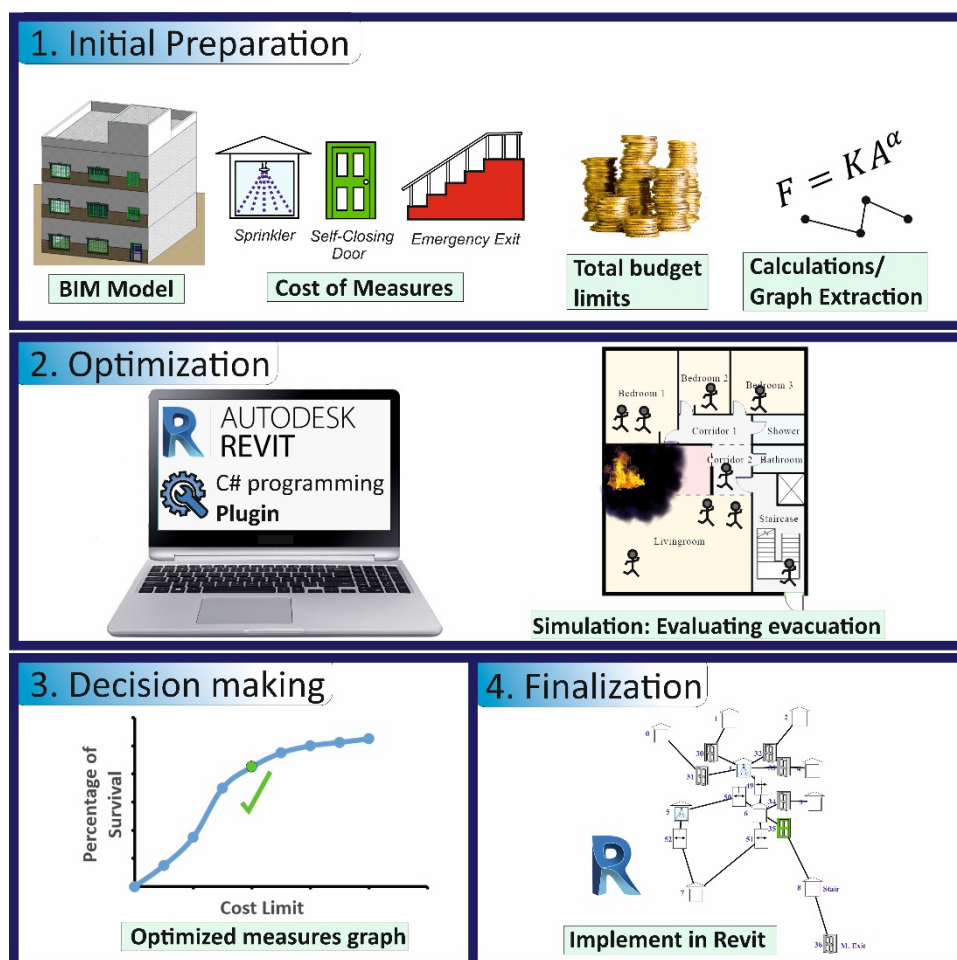 1. Initial Preparation
Sprinkler
Self-Closing
Door
Emergency Exit
F = KA^α
BIM Model
Cost of Measures
Total budget
limits
Calculations/
Graph Extraction
2. Optimization
AUTODESK
REVIT
C# programming
Plugin
Bedroom 1
Bedroom 2
Bedroom 3
Corridor 1
Shower
Corridor 2
Bathroom
Staircase
Livingroom
Simulation: Evaluating evacuation
3. Decision making
Percentage of
Survival
Cost Limit
Optimized measures graph
4. Finalization
0
1
2
30
32
31
49
50
5
6
35
52
51
7
8
Stair
36
M. Exit
Implement in Revit